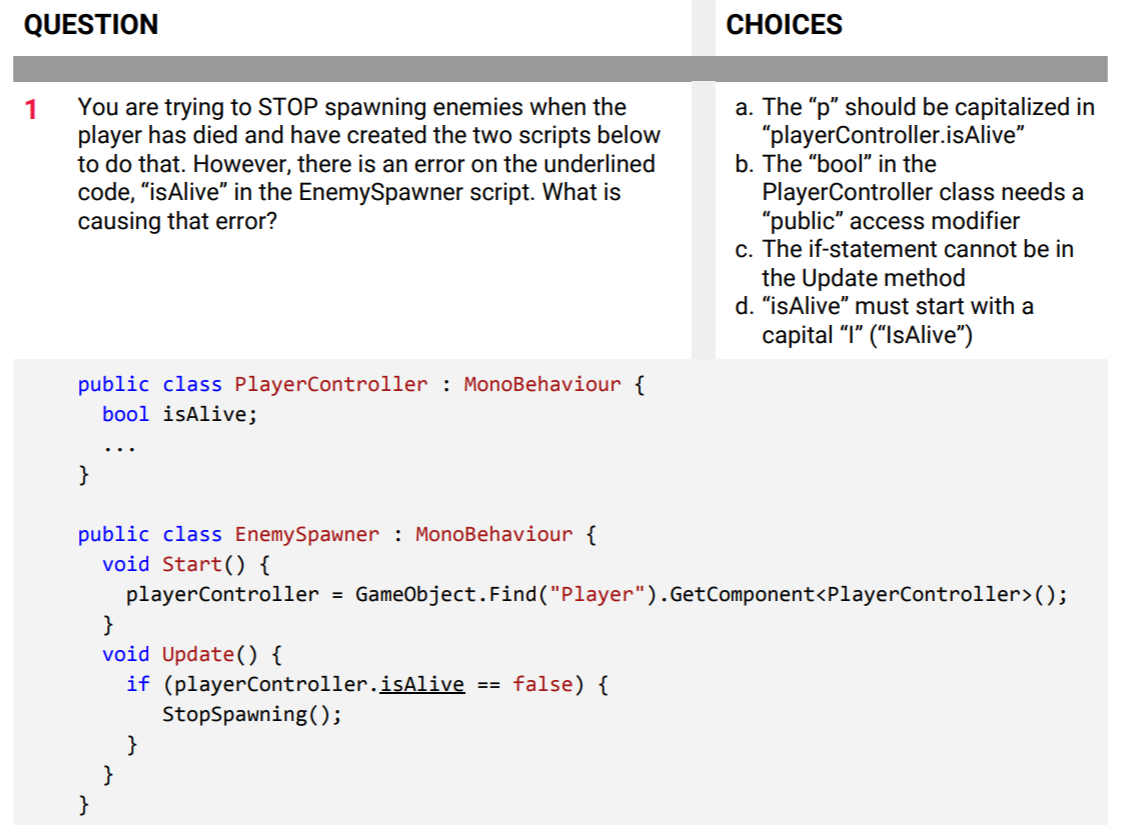 QUESTION
CHOICES
1
You are trying to STOP spawning enemies when the
player has died and have created the two scripts below
to do that. However, there is an error on the underlined
code, “isAlive” in the EnemySpawner script. What is
causing that error?
a. The “p” should be capitalized in
“playerController.isAlive”
b. The “bool” in the
PlayerController class needs a
“public” access modifier
c. The if-statement cannot be in
the Update method
d. “isAlive” must start with a
capital “I” (“IsAlive”)
public class PlayerController : MonoBehaviour {
  bool isAlive;
  ...
}
public class EnemySpawner : MonoBehaviour {
  void Start() {
    playerController = GameObject.Find("Player").GetComponent<PlayerController>();
  }
  void Update() {
    if (playerController.isAlive == false) {
       StopSpawning();
    }
  }
}